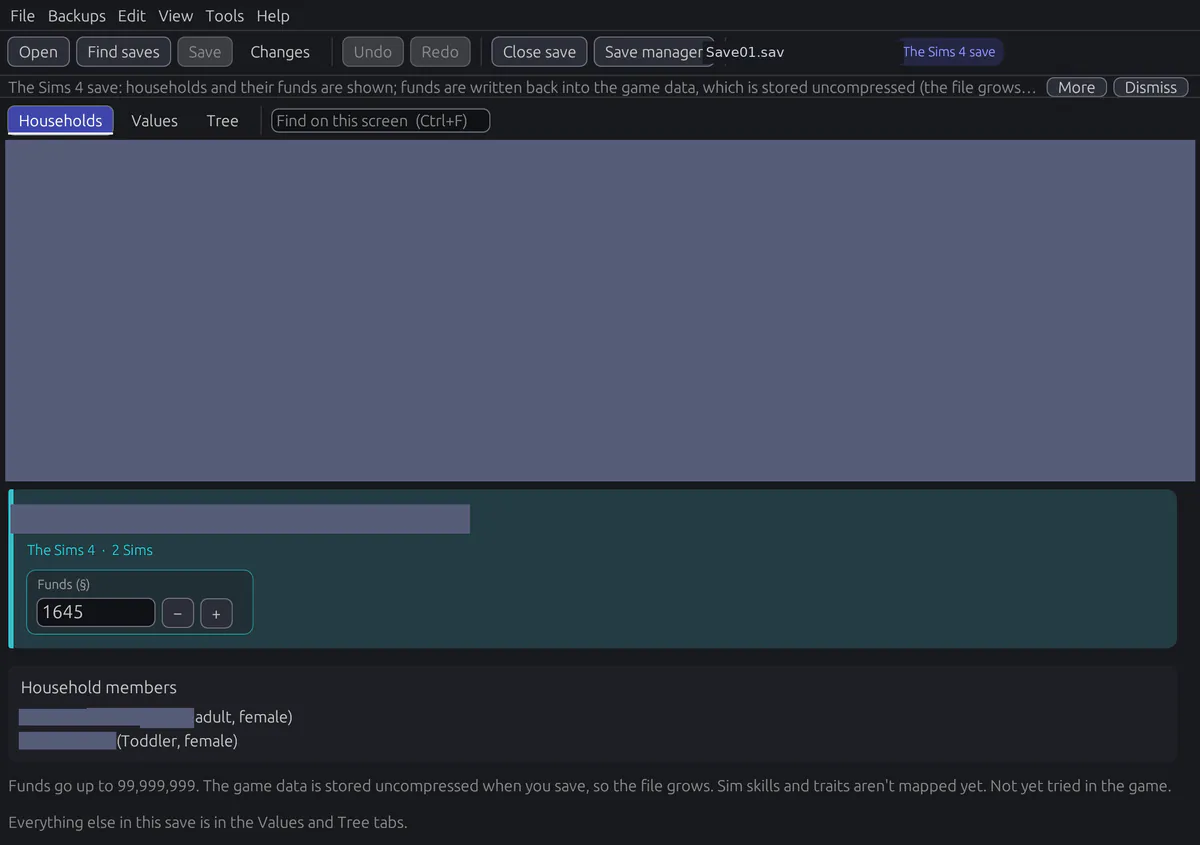 File Backups Edit View Tools Help
Open Find saves Save Changes Undo Redo Close save Save manager Save01.sav The Sims 4 save
The Sims 4 save: households and their funds are shown; funds are written back into the game data, which is stored uncompressed (the file grows… More Dismiss
Households Values Tree Find on this screen (Ctrl+F)
The Sims 4 · 2 Sims
Funds (§)
1645 − +
Household members
adult, female)
(Toddler, female)
Funds go up to 99,999,999. The game data is stored uncompressed when you save, so the file grows. Sim skills and traits aren't mapped yet. Not yet tried in the game.
Everything else in this save is in the Values and Tree tabs.